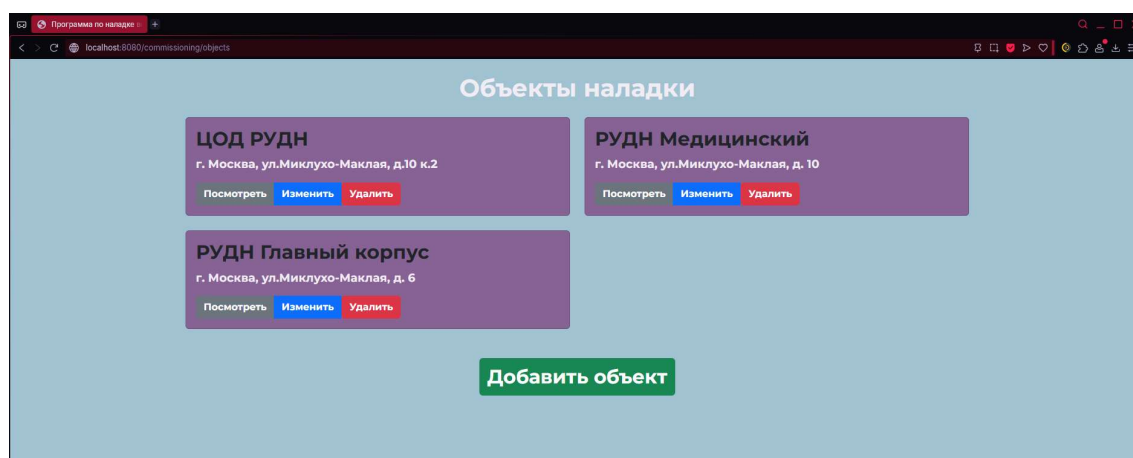 Программа по наладке
localhost:8080/commissioning/objects
Объекты наладки
ЦОД РУДН
г. Москва, ул.Миклухо-Маклая, д.10 к.2
Посмотреть Изменить Удалить
РУДН Медицинский
г. Москва, ул.Миклухо-Маклая, д. 10
Посмотреть Изменить Удалить
РУДН Главный корпус
г. Москва, ул.Миклухо-Маклая, д. 6
Посмотреть Изменить Удалить
Добавить объект